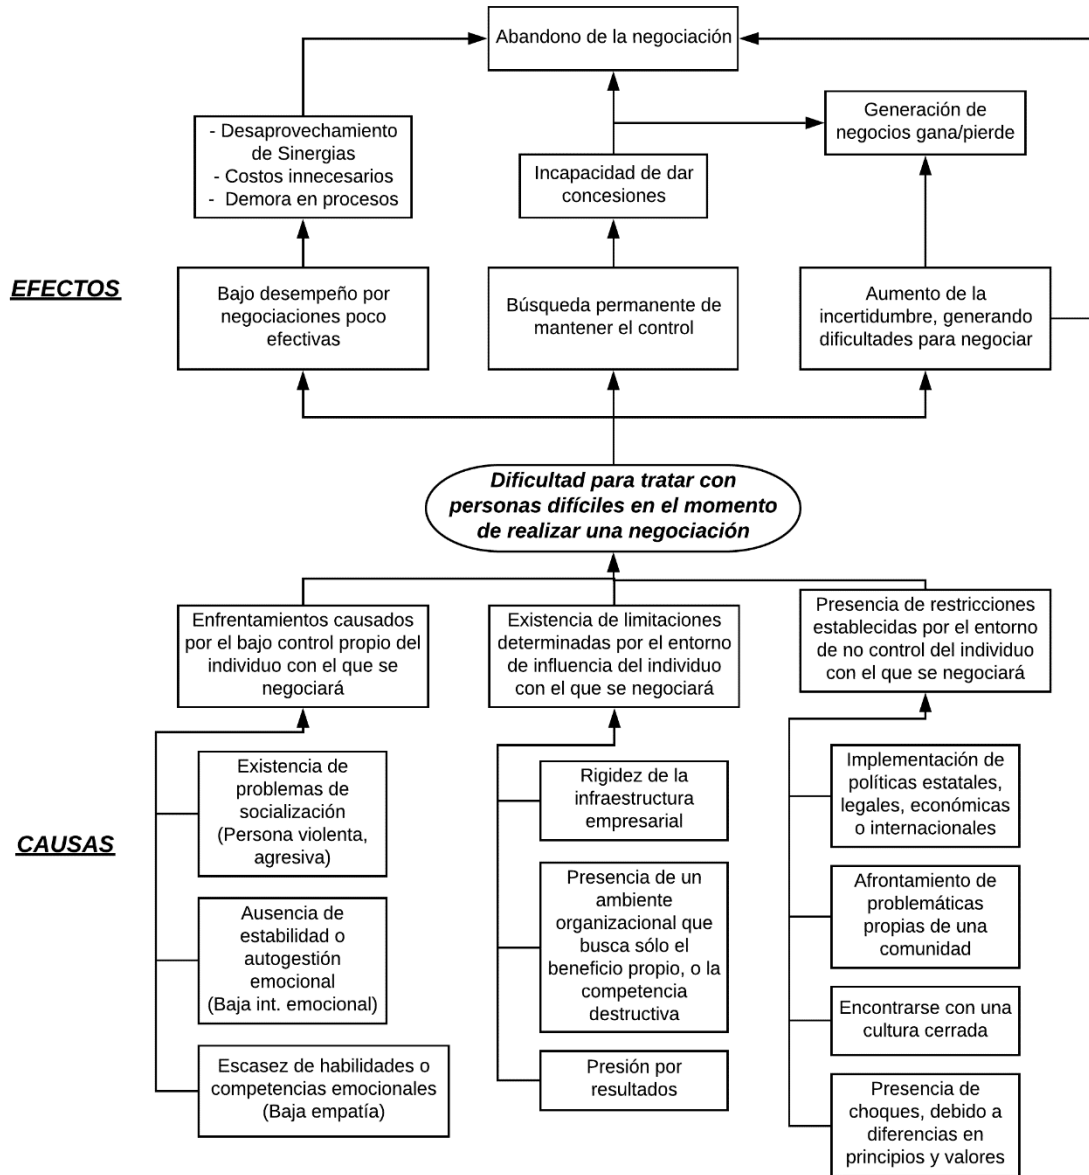 Abandono de la negociación
Generación de
negocios gana/pierde
- Desaprovechamiento
de Sinergias
- Costos innecesarios
- Demora en procesos
Incapacidad de dar
concesiones
EFECTOS
Bajo desempeño por
negociaciones poco
efectivas
Búsqueda permanente de
mantener el control
Aumento de la
incertidumbre, generando
dificultades para negociar
Dificultad para tratar con
personas difíciles en el momento
de realizar una negociación
Enfrentamientos causados
por el bajo control propio del
individuo con el que se
negociará
Existencia de limitaciones
determinadas por el entorno
de influencia del individuo
con el que se negociará
Presencia de restricciones
establecidas por el entorno
de no control del individuo
con el que se negociará
CAUSAS
Existencia de
problemas de
socialización
(Persona violenta,
agresiva)
Ausencia de
estabilidad o
autogestión
emocional
(Baja int. emocional)
Escasez de habilidades o
competencias emocionales
(Baja empatía)
Rigidez de la
infraestructura
empresarial
Presencia de un
ambiente
organizacional que
busca sólo el
beneficio propio, o la
competencia
destructiva
Presión por
resultados
Implementación de
políticas estatales,
legales, económicas
o internacionales
Afrontamiento de
problemáticas
propias de una
comunidad
Encontrarse con una
cultura cerrada
Presencia de
choques, debido a
diferencias en
principios y valores